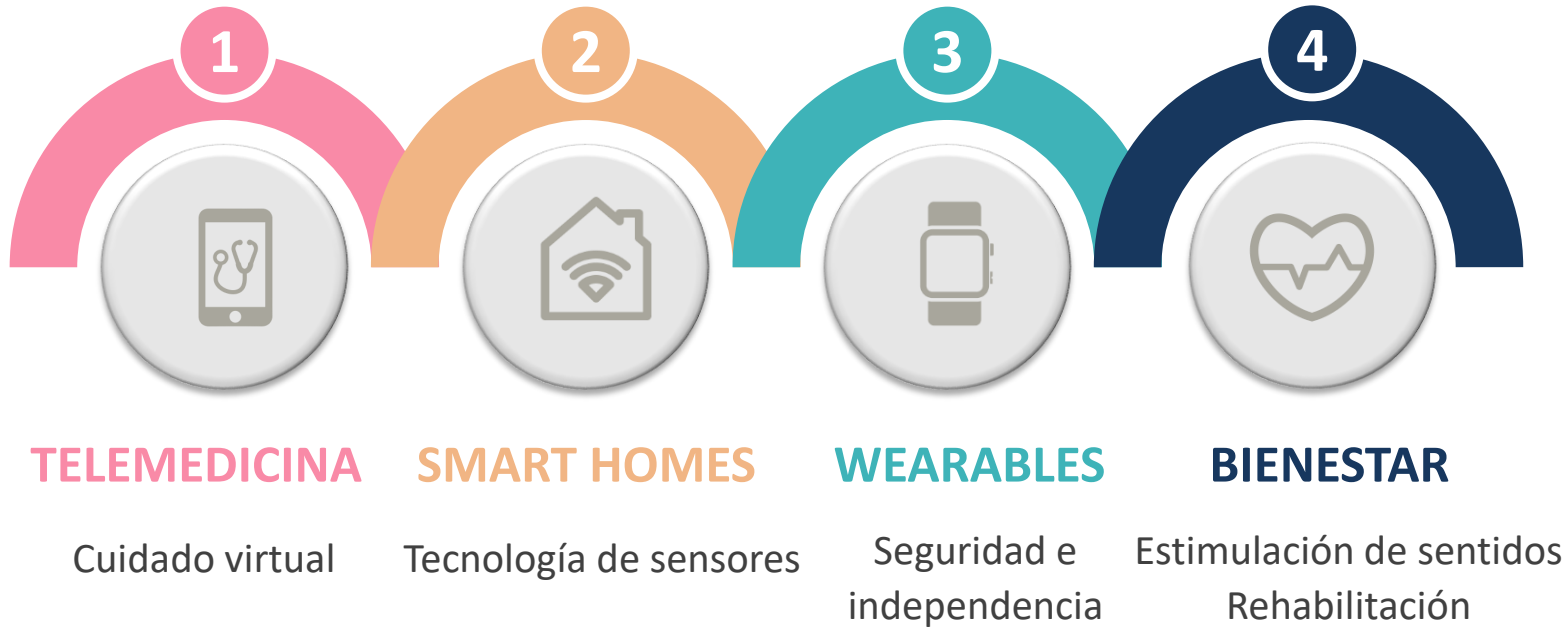 1
2
3
4
TELEMEDICINA
SMART HOMES
WEARABLES
BIENESTAR
Cuidado virtual
Tecnología de sensores
Seguridad e
independencia
Estimulación de sentidos
Rehabilitación